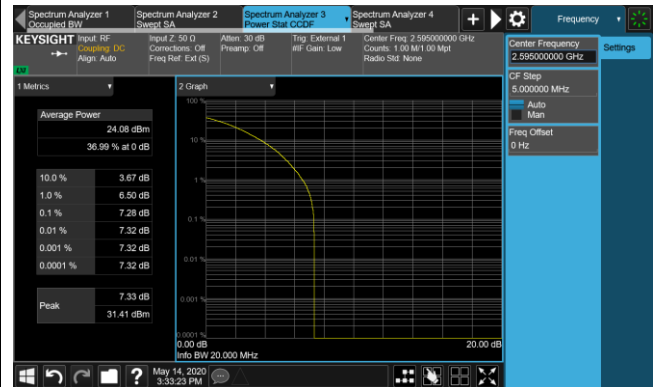 Spectrum Analyzer 1
Occupied BW
Spectrum Analyzer 2
Swept SA
Spectrum Analyzer 3
Power Stat CCDF
Spectrum Analyzer 4
Swept SA
Frequency
KEYSIGHT
Input: RF
Coupling: DC
Align: Auto
Input Z: 50 Ω
Corrections: Off
Freq Ref: Ext (S)
Atten: 30 dB
Preamp: Off
Trig: External 1
#IF Gain: Low
Center Freq: 2.595000000 GHz
Counts: 1.00 M/1.00 Mpt
Radio Std: None
LXI
Center Frequency
2.595000000 GHz
Settings
CF Step
5.000000 MHz
Auto
Man
Freq Offset
0 Hz
1 Metrics
2 Graph
Average Power
24.08 dBm
36.99 % at 0 dB
10.0 % 3.67 dB
1.0 % 6.50 dB
0.1 % 7.28 dB
0.01 % 7.32 dB
0.001 % 7.32 dB
0.0001 % 7.32 dB
Peak
7.33 dB
31.41 dBm
100 %
10 %
1 %
0.1 %
0.01 %
0.001 %
0.0001 %
0.00 dB
20.00 dB
Info BW 20.000 MHz
May 14, 2020
3:33:23 PM